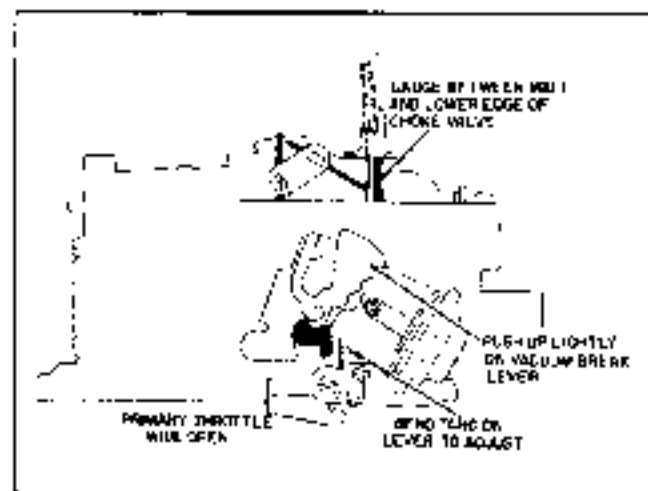 GAUGE BETWEEN WALL
AND LOWER EDGE OF
CHOKE VALVE
PUSH UP LIGHTLY
ON VACUUM BREAK
LEVER
PRIMARY THROTTLE
WIDE OPEN
BEND TANG ON
LEVER TO ADJUST